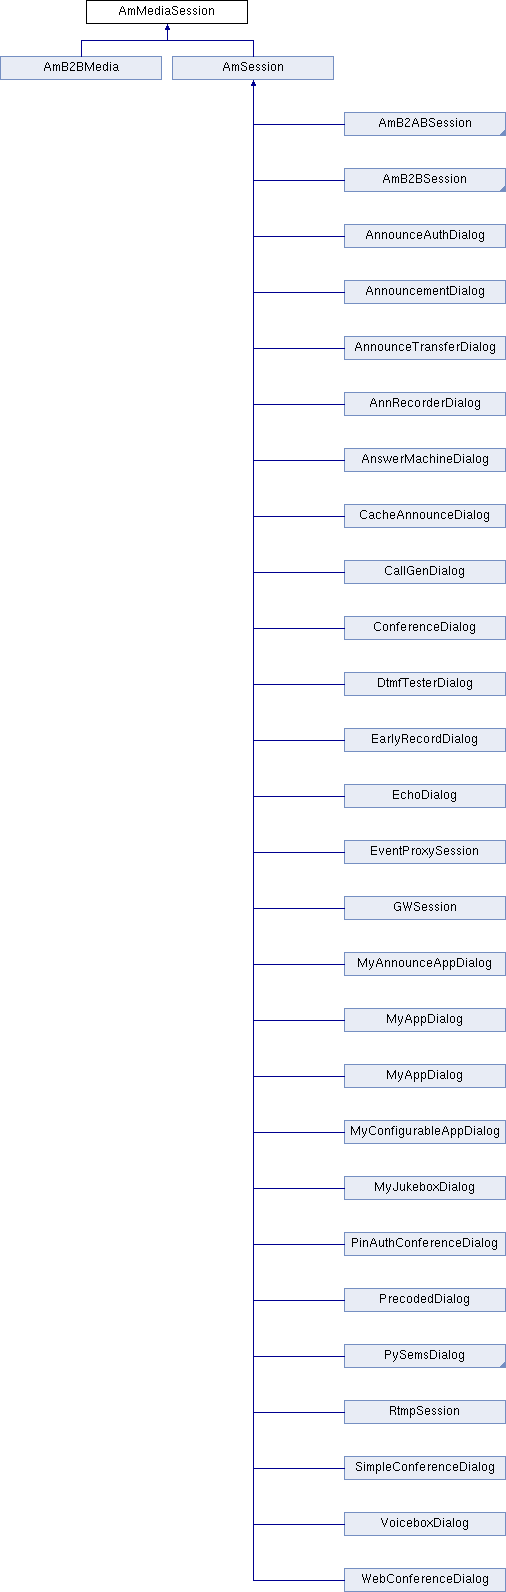 AmMediaSession
AmB2BMedia
AmSession
AmB2ABSession
AmB2BSession
AnnounceAuthDialog
AnnouncementDialog
AnnounceTransferDialog
AnnRecorderDialog
AnswerMachineDialog
CacheAnnounceDialog
CallGenDialog
ConferenceDialog
DtmfTesterDialog
EarlyRecordDialog
EchoDialog
EventProxySession
GWSession
MyAnnounceAppDialog
MyAppDialog
MyAppDialog
MyConfigurableAppDialog
MyJukeboxDialog
PinAuthConferenceDialog
PrecodedDialog
PySemsDialog
RtmpSession
SimpleConferenceDialog
VoiceboxDialog
WebConferenceDialog